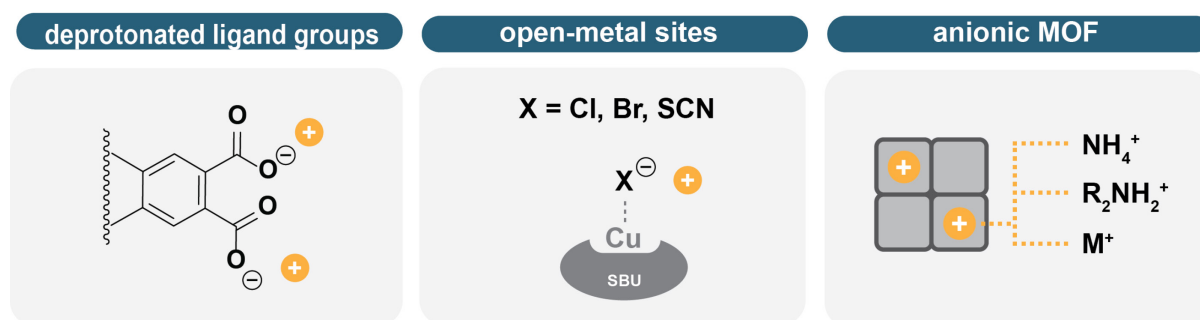 deprotonated ligand groups
O
O⊖
+
O
O
⊖
+
open-metal sites
X = Cl, Br, SCN
X⊖
+
Cu
SBU
anionic MOF
+
+
NH₄⁺
R₂NH₂⁺
M⁺